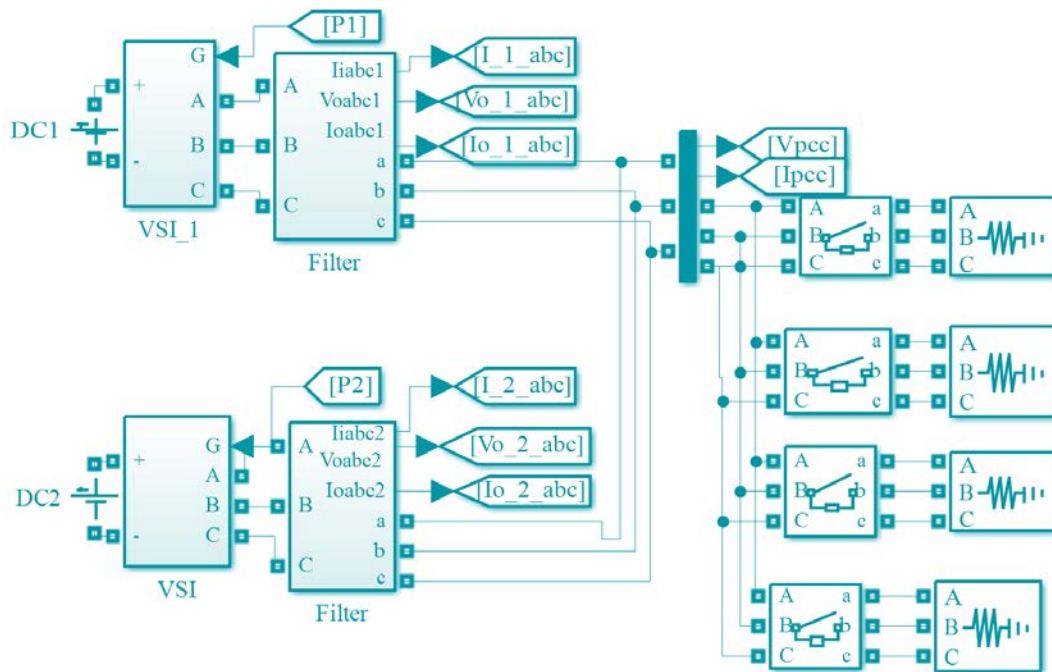 [P1]
G
Iiabc1
[I_1_abc]
+
A
A
Voabc1
[Vo_1_abc]
DC1
Ioabc1
[Io_1_abc]
B
B
a
-
b
C
C
c
VSI_1
Filter
[Vpcc]
[Ipcc]
A a A
B b B
C c C
A a A
B b B
C c C
[P2]
[I_2_abc]
G
A
Iiabc2
+
Voabc2
[Vo_2_abc]
A
DC2
B
B
Ioabc2
[Io_2_abc]
C
a
-
b
C
c
VSI
Filter
A a A
B b B
C c C
A a A
B b B
C c C